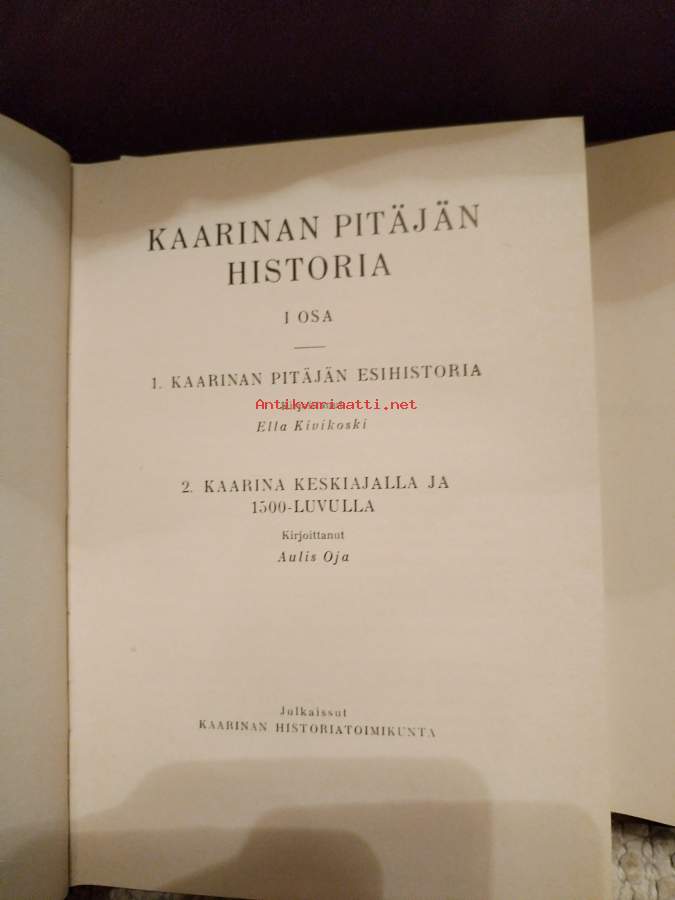 KAARINAN PITÄJÄN
HISTORIA
I OSA
1. KAARINAN PITÄJÄN ESIHISTORIA
Antikvariaatti.net
Ella Kivikoski
2. KAARINA KESKIAJALLA JA
1500-LUVULLA
Kirjoittanut
Aulis Oja
Julkaissut
KAARINAN HISTORIATOIMIKUNTA